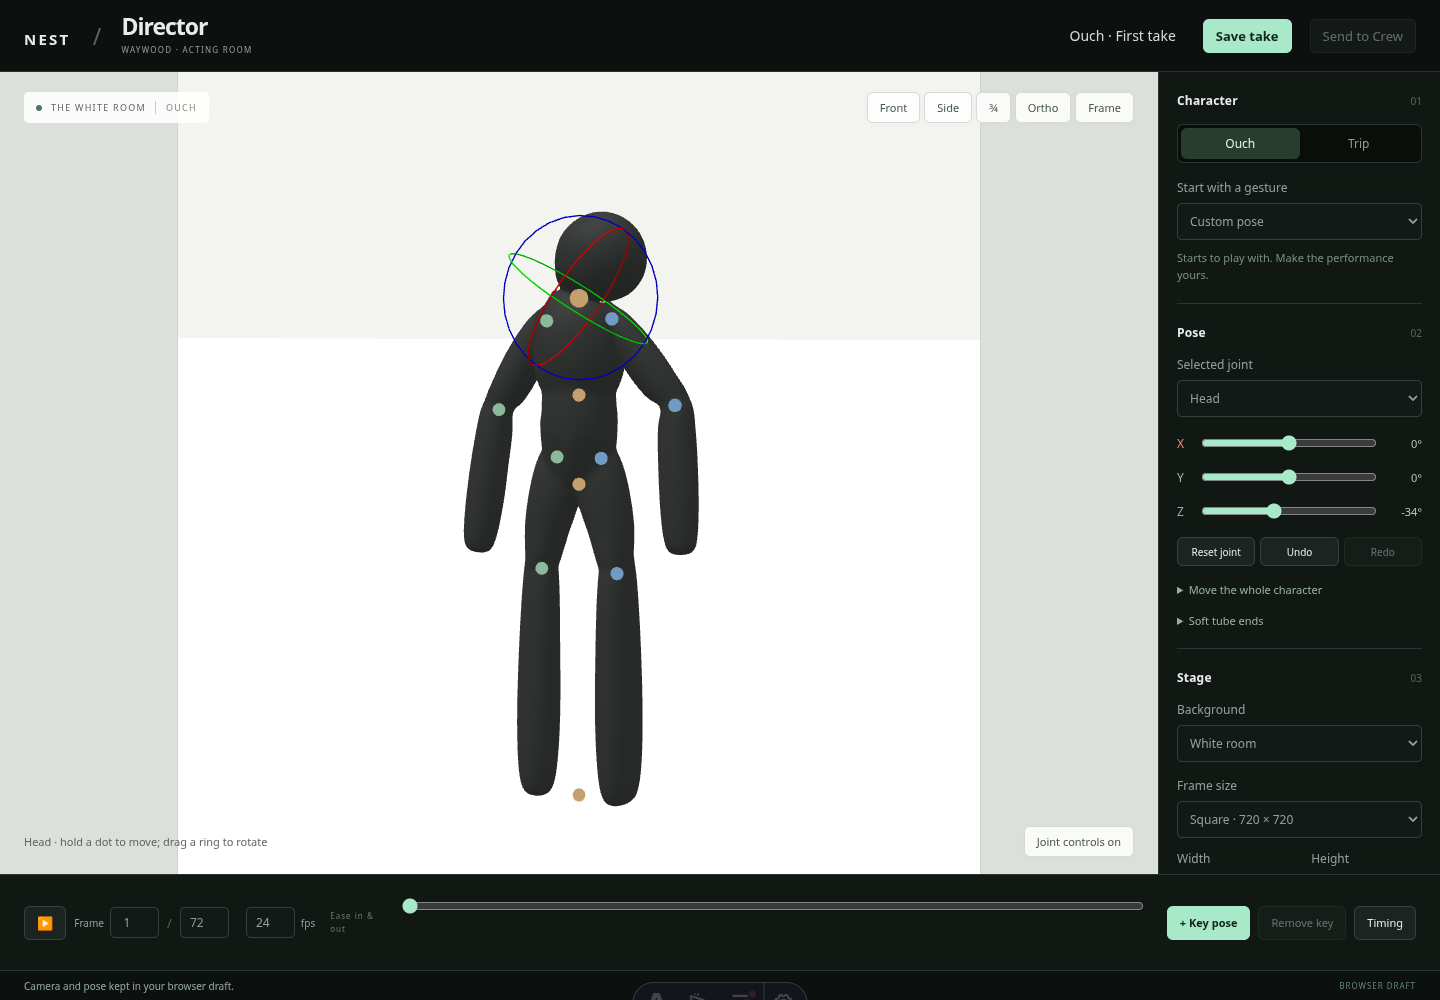 NEST / Director
WAYWOOD · ACTING ROOM
Ouch · First take
Save take
Send to Crew
THE WHITE ROOM | OUCH
Front
Side
¾
Ortho
Frame
Head · hold a dot to move; drag a ring to rotate
Joint controls on
Character 01
Ouch
Trip
Start with a gesture
Custom pose
Starts to play with. Make the performance
yours.
Pose 02
Selected joint
Head
X 0°
Y 0°
Z -34°
Reset joint
Undo
Redo
▶ Move the whole character
▶ Soft tube ends
Stage 03
Background
White room
Frame size
Square · 720 × 720
Width Height
Frame 1 / 72 24 fps
Ease in &
out
+ Key pose
Remove key
Timing
Camera and pose kept in your browser draft.
BROWSER DRAFT